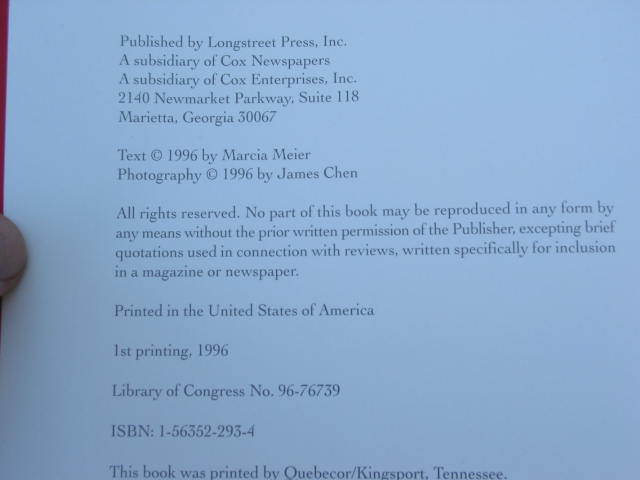 Published by Longstreet Press, Inc.
A subsidiary of Cox Newspapers
A subsidiary of Cox Enterprises, Inc.
2140 Newmarket Parkway, Suite 118
Marietta, Georgia 30067
Text © 1996 by Marcia Meier
Photography © 1996 by James Chen
All rights reserved. No part of this book may be reproduced in any form by
any means without the prior written permission of the Publisher, excepting brief
quotations used in connection with reviews, written specifically for inclusion
in a magazine or newspaper.
Printed in the United States of America
1st printing, 1996
Library of Congress No. 96-76739
ISBN: 1-56352-293-4
This book was printed by Quebecor/Kingsport, Tennessee.